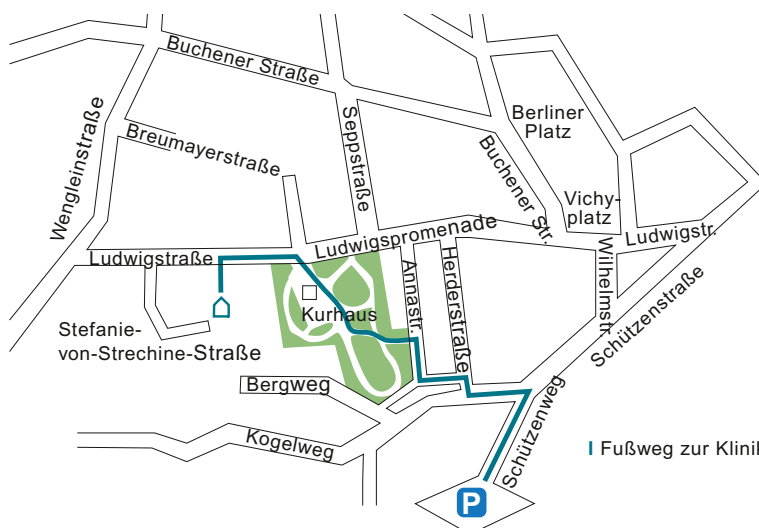 Buchener Straße
Berliner
Platz
Seppstraße
Breumayerstraße
Wengleinstraße
Buchener Str.
Vichy-
platz
Ludwigspromenade
Ludwigstr.
Ludwigstraße
Wilhelmstr.
Annastr.
Herderstraße
Schützenstraße
Kurhaus
Stefanie-
von-Strechine-Straße
Bergweg
Kogelweg
Schützenweg
Fußweg zur Klinik
P